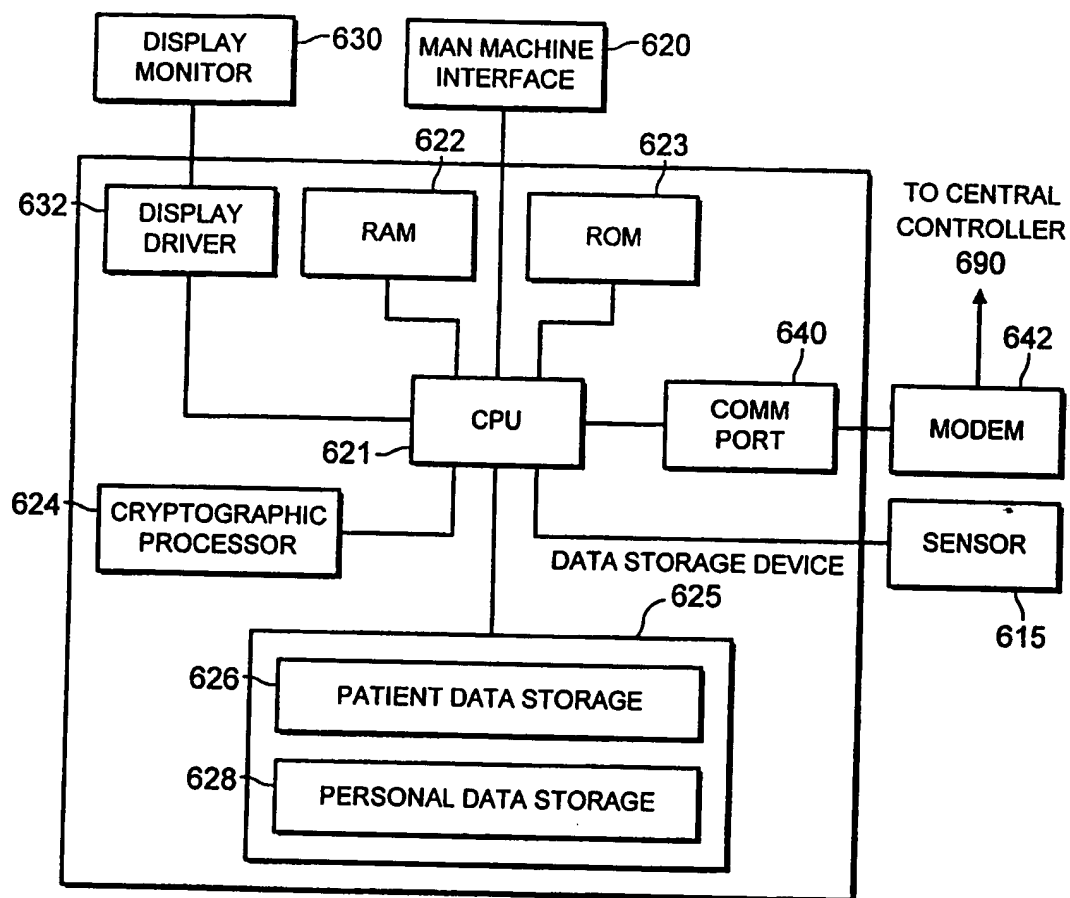 DISPLAY
MONITOR
630
MAN MACHINE
INTERFACE
620
632
DISPLAY
DRIVER
622
RAM
623
ROM
TO CENTRAL
CONTROLLER
690
640
642
CPU
621
COMM
PORT
MODEM
624
CRYPTOGRAPHIC
PROCESSOR
SENSOR
615
DATA STORAGE DEVICE
625
626
PATIENT DATA STORAGE
628
PERSONAL DATA STORAGE